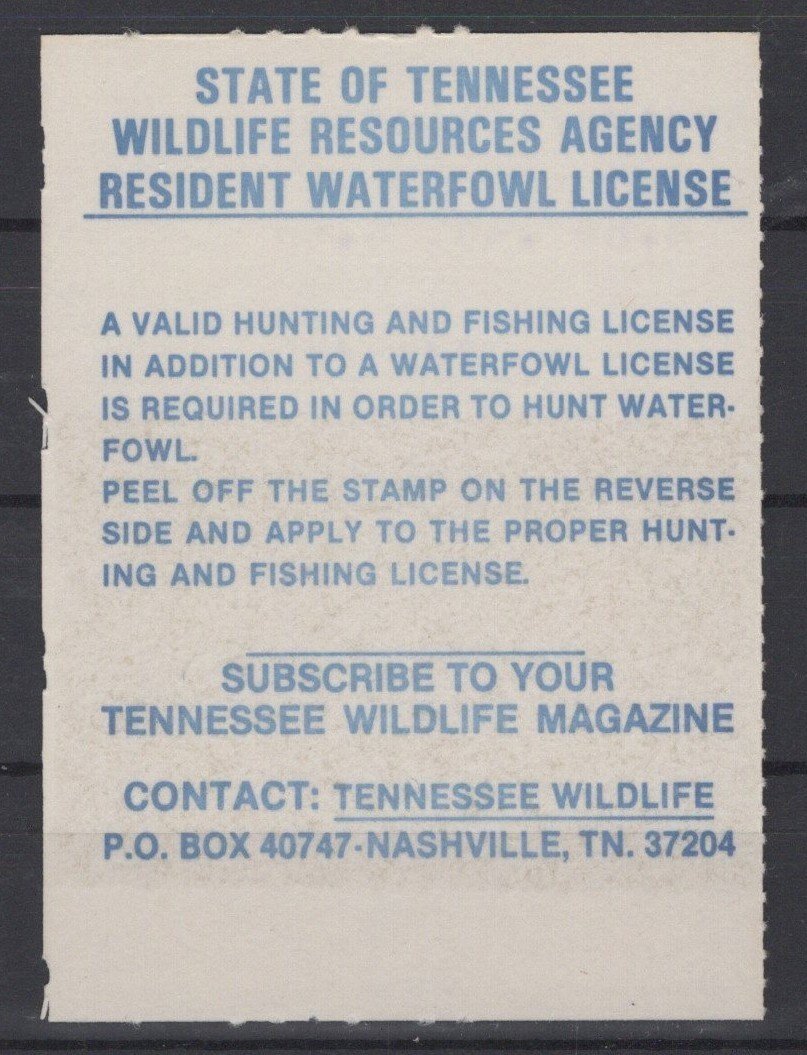 STATE OF TENNESSEE
WILDLIFE RESOURCES AGENCY
RESIDENT WATERFOWL LICENSE
A VALID HUNTING AND FISHING LICENSE
IN ADDITION TO A WATERFOWL LICENSE
IS REQUIRED IN ORDER TO HUNT WATER-
FOWL.
PEEL OFF THE STAMP ON THE REVERSE
SIDE AND APPLY TO THE PROPER HUNT-
ING AND FISHING LICENSE.
SUBSCRIBE TO YOUR
TENNESSEE WILDLIFE MAGAZINE
CONTACT: TENNESSEE WILDLIFE
P.O. BOX 40747-NASHVILLE, TN. 37204